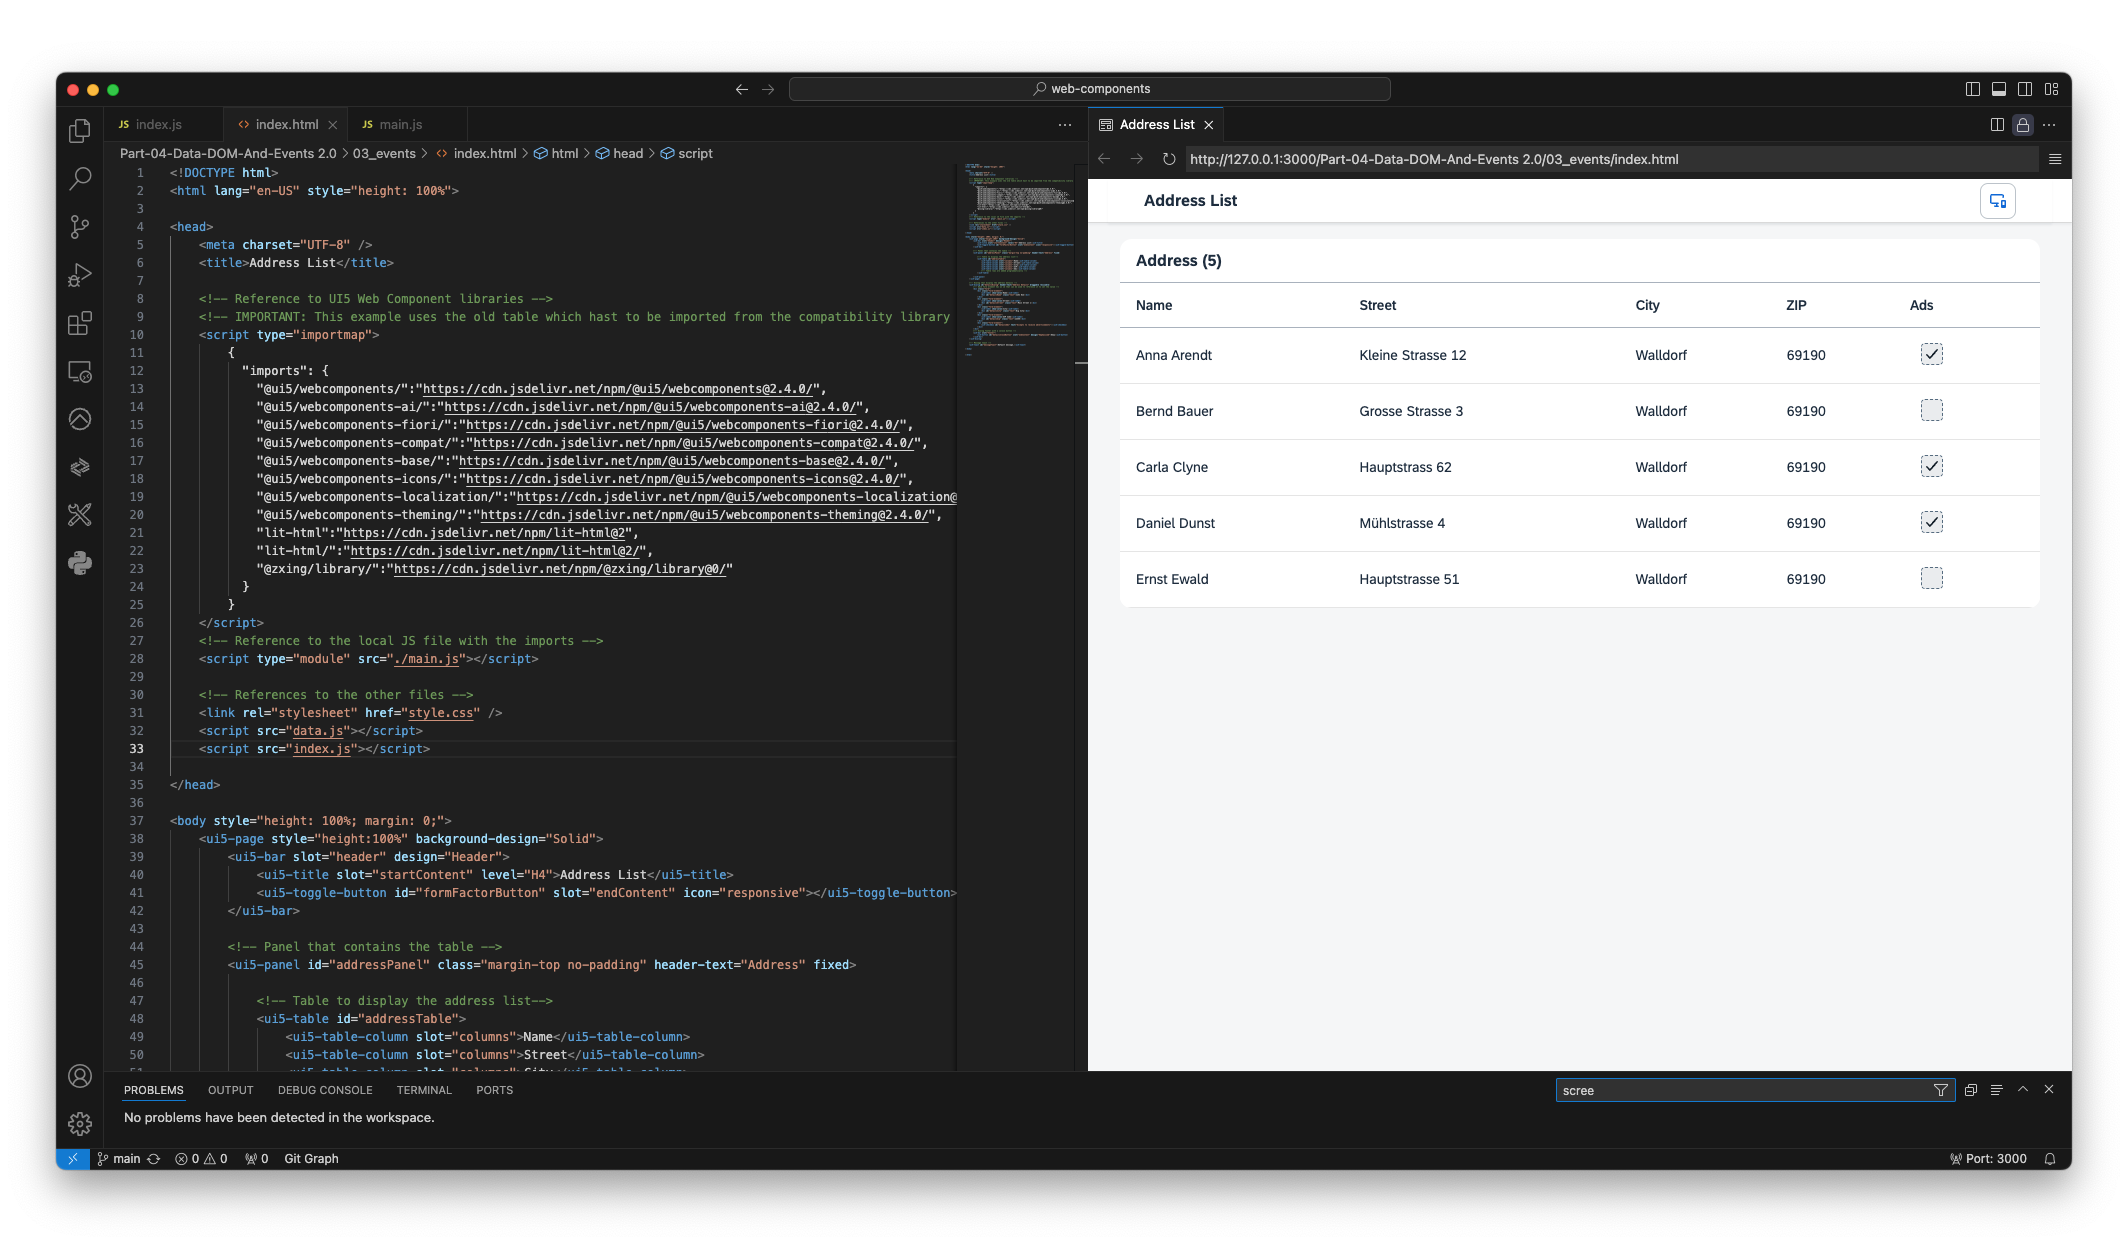 web-components
JS index.js
<> index.html
JS main.js
Part-04-Data-DOM-And-Events 2.0 > 03_events > <> index.html > html > head > script
1 <!DOCTYPE html>
2 <html lang="en-US" style="height: 100%">
3
4 <head>
5 <meta charset="UTF-8" />
6 <title>Address List</title>
7
8 <!-- Reference to UI5 Web Component libraries -->
9 <!-- IMPORTANT: This example uses the old table which hast to be imported from the compatibility library
10 <script type="importmap">
11 {
12 "imports": {
13 "@ui5/webcomponents/":"https://cdn.jsdelivr.net/npm/@ui5/webcomponents@2.4.0/",
14 "@ui5/webcomponents-ai/":"https://cdn.jsdelivr.net/npm/@ui5/webcomponents-ai@2.4.0/",
15 "@ui5/webcomponents-fiori/":"https://cdn.jsdelivr.net/npm/@ui5/webcomponents-fiori@2.4.0/",
16 "@ui5/webcomponents-compat/":"https://cdn.jsdelivr.net/npm/@ui5/webcomponents-compat@2.4.0/",
17 "@ui5/webcomponents-base/":"https://cdn.jsdelivr.net/npm/@ui5/webcomponents-base@2.4.0/",
18 "@ui5/webcomponents-icons/":"https://cdn.jsdelivr.net/npm/@ui5/webcomponents-icons@2.4.0/",
19 "@ui5/webcomponents-localization/":"https://cdn.jsdelivr.net/npm/@ui5/webcomponents-localization@
20 "@ui5/webcomponents-theming/":"https://cdn.jsdelivr.net/npm/@ui5/webcomponents-theming@2.4.0/",
21 "lit-html":"https://cdn.jsdelivr.net/npm/lit-html@2",
22 "lit-html/":"https://cdn.jsdelivr.net/npm/lit-html@2/",
23 "@zxing/library/":"https://cdn.jsdelivr.net/npm/@zxing/library@0/"
24 }
25 }
26 </script>
27 <!-- Reference to the local JS file with the imports -->
28 <script type="module" src="./main.js"></script>
29
30 <!-- References to the other files -->
31 <link rel="stylesheet" href="style.css" />
32 <script src="data.js"></script>
33 <script src="index.js"></script>
34
35 </head>
36
37 <body style="height: 100%; margin: 0;">
38 <ui5-page style="height:100%" background-design="Solid">
39 <ui5-bar slot="header" design="Header">
40 <ui5-title slot="startContent" level="H4">Address List</ui5-title>
41 <ui5-toggle-button id="formFactorButton" slot="endContent" icon="responsive"></ui5-toggle-button>
42 </ui5-bar>
43
44 <!-- Panel that contains the table -->
45 <ui5-panel id="addressPanel" class="margin-top no-padding" header-text="Address" fixed>
46
47 <!-- Table to display the address list-->
48 <ui5-table id="addressTable">
49 <ui5-table-column slot="columns">Name</ui5-table-column>
50 <ui5-table-column slot="columns">Street</ui5-table-column>
51 <ui5-table-column slot="columns">City</ui5-table-column>
Address List
http://127.0.0.1:3000/Part-04-Data-DOM-And-Events 2.0/03_events/index.html
Address List
Address (5)
Name Street City ZIP Ads
Anna Arendt Kleine Strasse 12 Walldorf 69190
Bernd Bauer Grosse Strasse 3 Walldorf 69190
Carla Clyne Hauptstrass 62 Walldorf 69190
Daniel Dunst Mühlstrasse 4 Walldorf 69190
Ernst Ewald Hauptstrasse 51 Walldorf 69190
PROBLEMS OUTPUT DEBUG CONSOLE TERMINAL PORTS
scree
No problems have been detected in the workspace.
main 0 0 0 Git Graph
Port: 3000